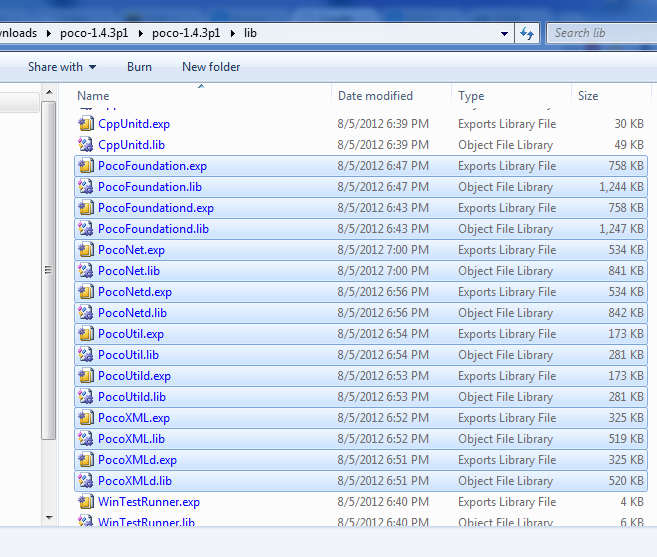 nloads ▸ poco-1.4.3p1 ▸ poco-1.4.3p1 ▸ lib Search lib
Share with Burn New folder
Name Date modified Type Size
CppUnitd.exp 8/5/2012 6:39 PM Exports Library File 30 KB
CppUnitd.lib 8/5/2012 6:39 PM Object File Library 49 KB
PocoFoundation.exp 8/5/2012 6:47 PM Exports Library File 758 KB
PocoFoundation.lib 8/5/2012 6:47 PM Object File Library 1,244 KB
PocoFoundationd.exp 8/5/2012 6:43 PM Exports Library File 758 KB
PocoFoundationd.lib 8/5/2012 6:43 PM Object File Library 1,247 KB
PocoNet.exp 8/5/2012 7:00 PM Exports Library File 534 KB
PocoNet.lib 8/5/2012 7:00 PM Object File Library 841 KB
PocoNetd.exp 8/5/2012 6:56 PM Exports Library File 534 KB
PocoNetd.lib 8/5/2012 6:56 PM Object File Library 842 KB
PocoUtil.exp 8/5/2012 6:54 PM Exports Library File 173 KB
PocoUtil.lib 8/5/2012 6:54 PM Object File Library 281 KB
PocoUtild.exp 8/5/2012 6:53 PM Exports Library File 173 KB
PocoUtild.lib 8/5/2012 6:53 PM Object File Library 281 KB
PocoXML.exp 8/5/2012 6:52 PM Exports Library File 325 KB
PocoXML.lib 8/5/2012 6:52 PM Object File Library 519 KB
PocoXMLd.exp 8/5/2012 6:51 PM Exports Library File 325 KB
PocoXMLd.lib 8/5/2012 6:51 PM Object File Library 520 KB
WinTestRunner.exp 8/5/2012 6:40 PM Exports Library File 4 KB
WinTestRunner.lib 8/5/2012 6:40 PM Object File Library 6 KB